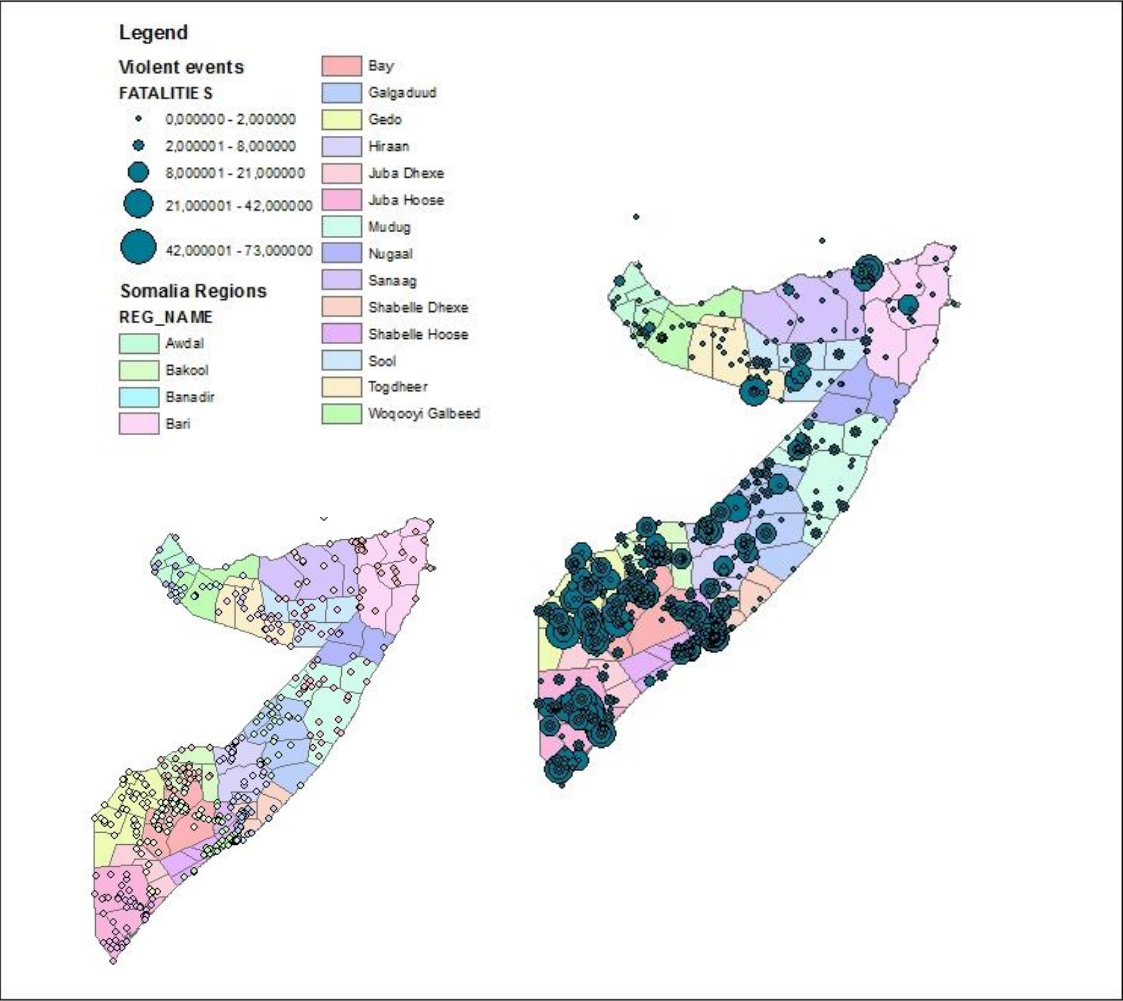 Legend
Violent events
FATALITIE S
0,000000 - 2,000000
2,000001 - 8,000000
8,000001 - 21,000000
21,000001 - 42,000000
42,000001 - 73,000000
Somalia Regions
REG_NAME
Awdal
Bakool
Banadir
Bari
Bay
Galgaduud
Gedo
Hiraan
Juba Dhexe
Juba Hoose
Mudug
Nugaal
Sanaag
Shabelle Dhexe
Shabelle Hoose
Sool
Togdheer
Woqooyi Galbeed